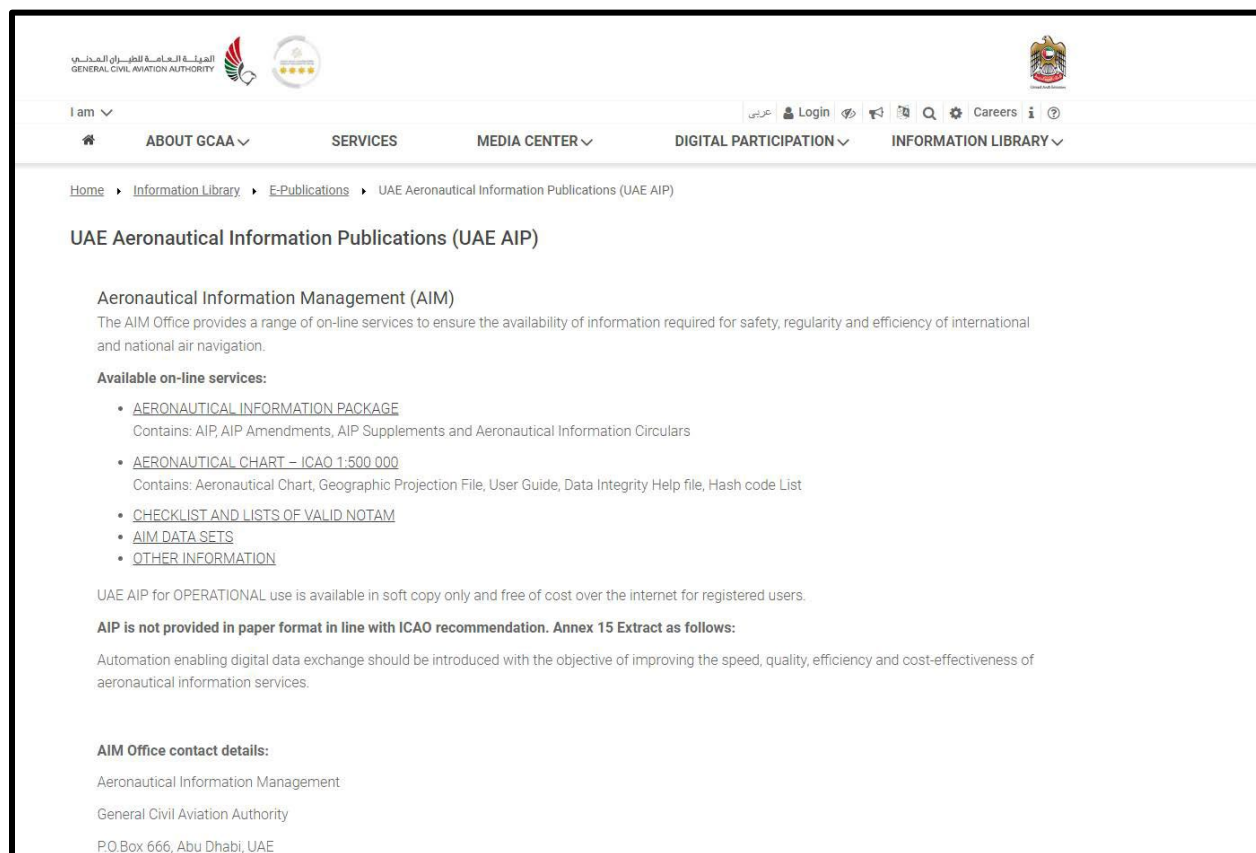 الهيئة العامة للطيران المدني
GENERAL CIVIL AVIATION AUTHORITY
I am
عربي
Login
Careers
ABOUT GCAA
SERVICES
MEDIA CENTER
DIGITAL PARTICIPATION
INFORMATION LIBRARY
Home ▸ Information Library ▸ E-Publications ▸ UAE Aeronautical Information Publications (UAE AIP)
UAE Aeronautical Information Publications (UAE AIP)
Aeronautical Information Management (AIM)
The AIM Office provides a range of on-line services to ensure the availability of information required for safety, regularity and efficiency of international
and national air navigation.
Available on-line services:
• AERONAUTICAL INFORMATION PACKAGE
Contains: AIP, AIP Amendments, AIP Supplements and Aeronautical Information Circulars
• AERONAUTICAL CHART – ICAO 1:500 000
Contains: Aeronautical Chart, Geographic Projection File, User Guide, Data Integrity Help file, Hash code List
• CHECKLIST AND LISTS OF VALID NOTAM
• AIM DATA SETS
• OTHER INFORMATION
UAE AIP for OPERATIONAL use is available in soft copy only and free of cost over the internet for registered users.
AIP is not provided in paper format in line with ICAO recommendation. Annex 15 Extract as follows:
Automation enabling digital data exchange should be introduced with the objective of improving the speed, quality, efficiency and cost-effectiveness of
aeronautical information services.
AIM Office contact details:
Aeronautical Information Management
General Civil Aviation Authority
P.O.Box 666, Abu Dhabi, UAE